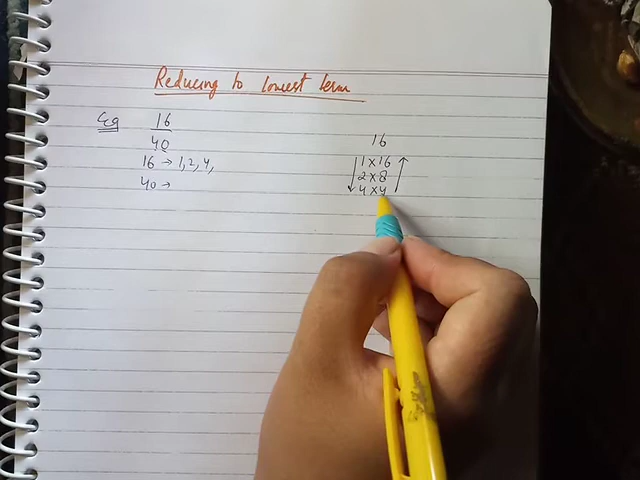 Reducing to lowest term
Eg 16
40
16 → 1, 2, 4,
40 →
16
1 x 16
2 x 8
4 x 4